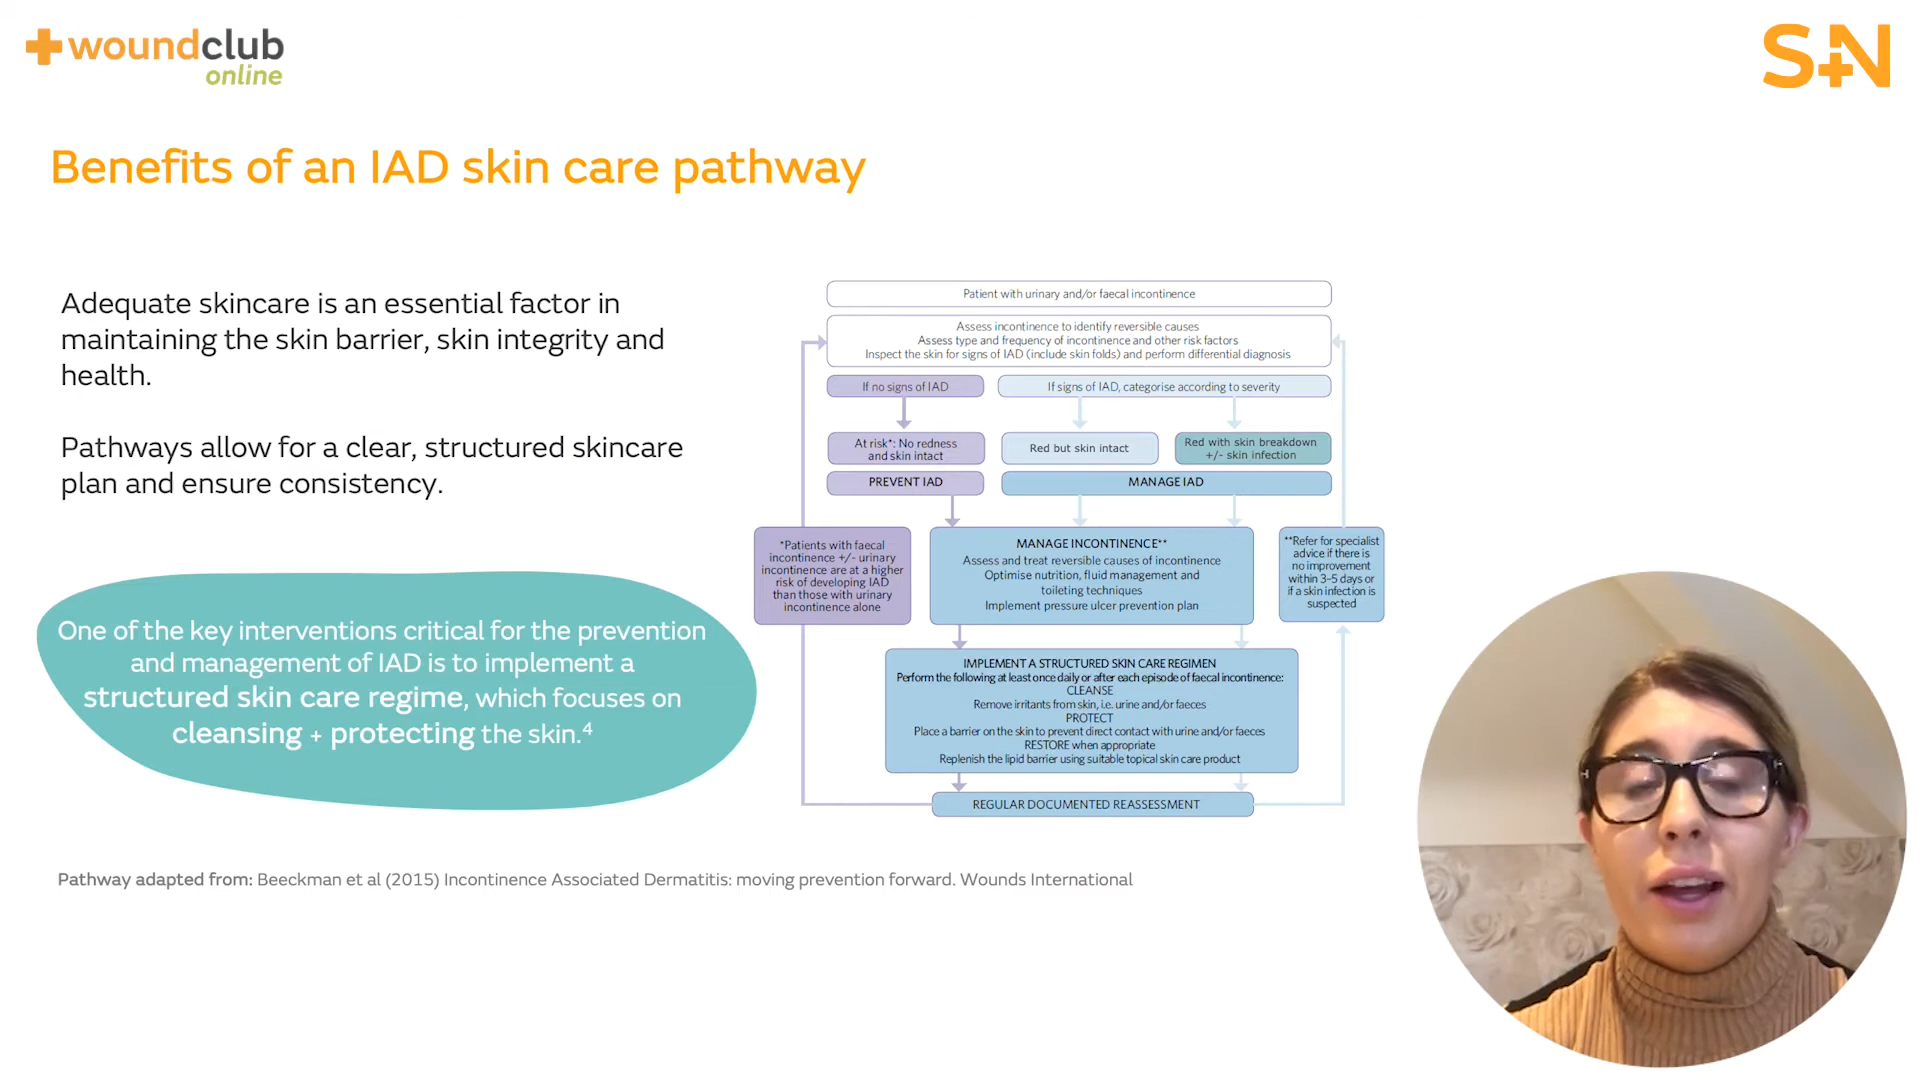 woundclub
online
S+N
Benefits of an IAD skin care pathway
Adequate skincare is an essential factor in
maintaining the skin barrier, skin integrity and
health.
Pathways allow for a clear, structured skincare
plan and ensure consistency.
One of the key interventions critical for the prevention
and management of IAD is to implement a
structured skin care regime, which focuses on
cleansing + protecting the skin.4
Patient with urinary and/or faecal incontinence
Assess incontinence to identify reversible causes
Assess type and frequency of incontinence and other risk factors
Inspect the skin for signs of IAD (include skin folds) and perform differential diagnosis
If no signs of IAD
If signs of IAD, categorise according to severity
At risk*: No redness
and skin intact
Red but skin intact
Red with skin breakdown
+/- skin infection
PREVENT IAD
MANAGE IAD
*Patients with faecal
incontinence +/- urinary
incontinence are at a higher
risk of developing IAD
than those with urinary
incontinence alone
MANAGE INCONTINENCE**
Assess and treat reversible causes of incontinence
Optimise nutrition, fluid management and
toileting techniques
Implement pressure ulcer prevention plan
**Refer for specialist
advice if there is
no improvement
within 3-5 days or
if a skin infection is
suspected
IMPLEMENT A STRUCTURED SKIN CARE REGIMEN
Perform the following at least once daily or after each episode of faecal incontinence:
CLEANSE
Remove irritants from skin, i.e. urine and/or faeces
PROTECT
Place a barrier on the skin to prevent direct contact with urine and/or faeces
RESTORE when appropriate
Replenish the lipid barrier using suitable topical skin care product
REGULAR DOCUMENTED REASSESSMENT
Pathway adapted from: Beeckman et al (2015) Incontinence Associated Dermatitis: moving prevention forward. Wounds International